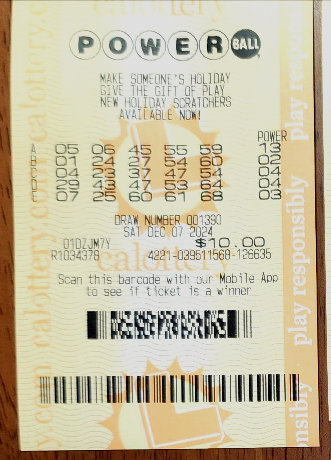 POWERBALL
MAKE SOMEONE'S HOLIDAY
GIVE THE GIFT OF PLAY
NEW HOLIDAY SCRATCHERS
AVAILABLE NOW!
POWER
A 05 06 45 55 59 13
B 01 24 27 54 60 02
C 04 23 37 47 54 04
D 29 43 47 53 64 04
E 07 25 60 61 68 03
DRAW NUMBER 001390
SAT DEC 07 2024
01DZJM7Y $10.00
R1034378 4221-039511568-126635
Scan this barcode with our Mobile App
to see if ticket is a winner
calottery
play responsibly